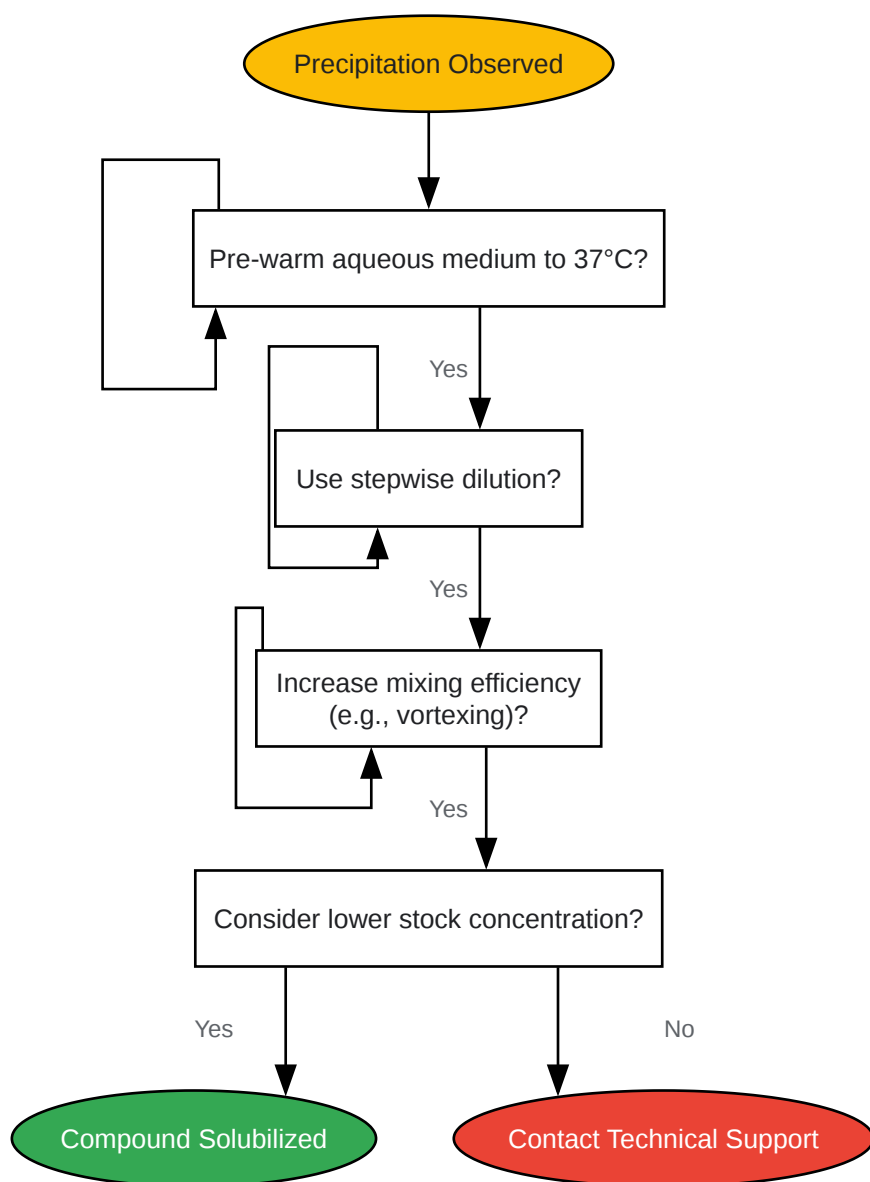 Precipitation Observed
Pre-warm aqueous medium to 37°C?
Yes
Use stepwise dilution?
Yes
Increase mixing efficiency
(e.g., vortexing)?
Yes
Consider lower stock concentration?
Yes
No
Compound Solubilized
Contact Technical Support